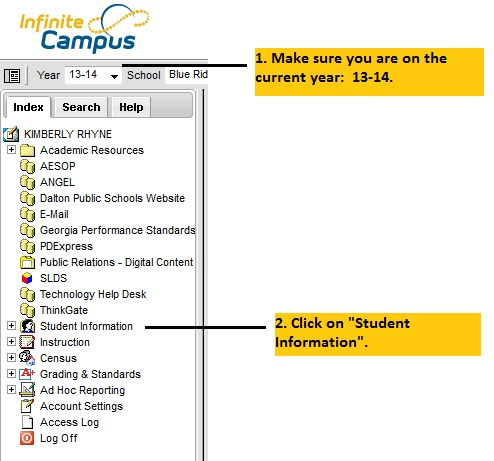 Infinite
Campus
Year 13-14 School Blue Rid
1. Make sure you are on the
current year: 13-14.
Index Search Help
KIMBERLY RHYNE
Academic Resources
AESOP
ANGEL
Dalton Public Schools Website
E-Mail
Georgia Performance Standards
PDExpress
Public Relations - Digital Content
SLDS
Technology Help Desk
ThinkGate
Student Information
2. Click on "Student
Information".
Instruction
Census
Grading & Standards
Ad Hoc Reporting
Account Settings
Access Log
Log Off